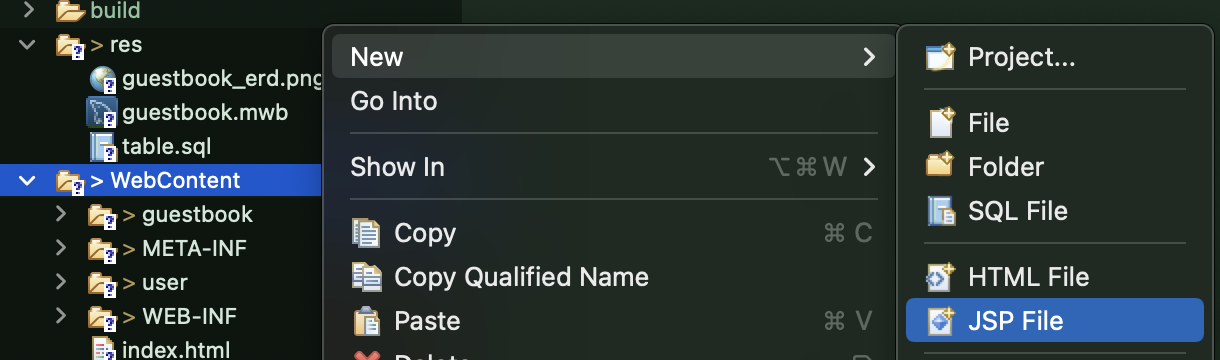 build
> res
guestbook_erd.png
guestbook.mwb
table.sql
> WebContent
> guestbook
> META-INF
> user
> WEB-INF
index.html
New
Go Into
Show In ⌥⌘W
Copy ⌘ C
Copy Qualified Name
Paste ⌘ V
Project...
File
Folder
SQL File
HTML File
JSP File